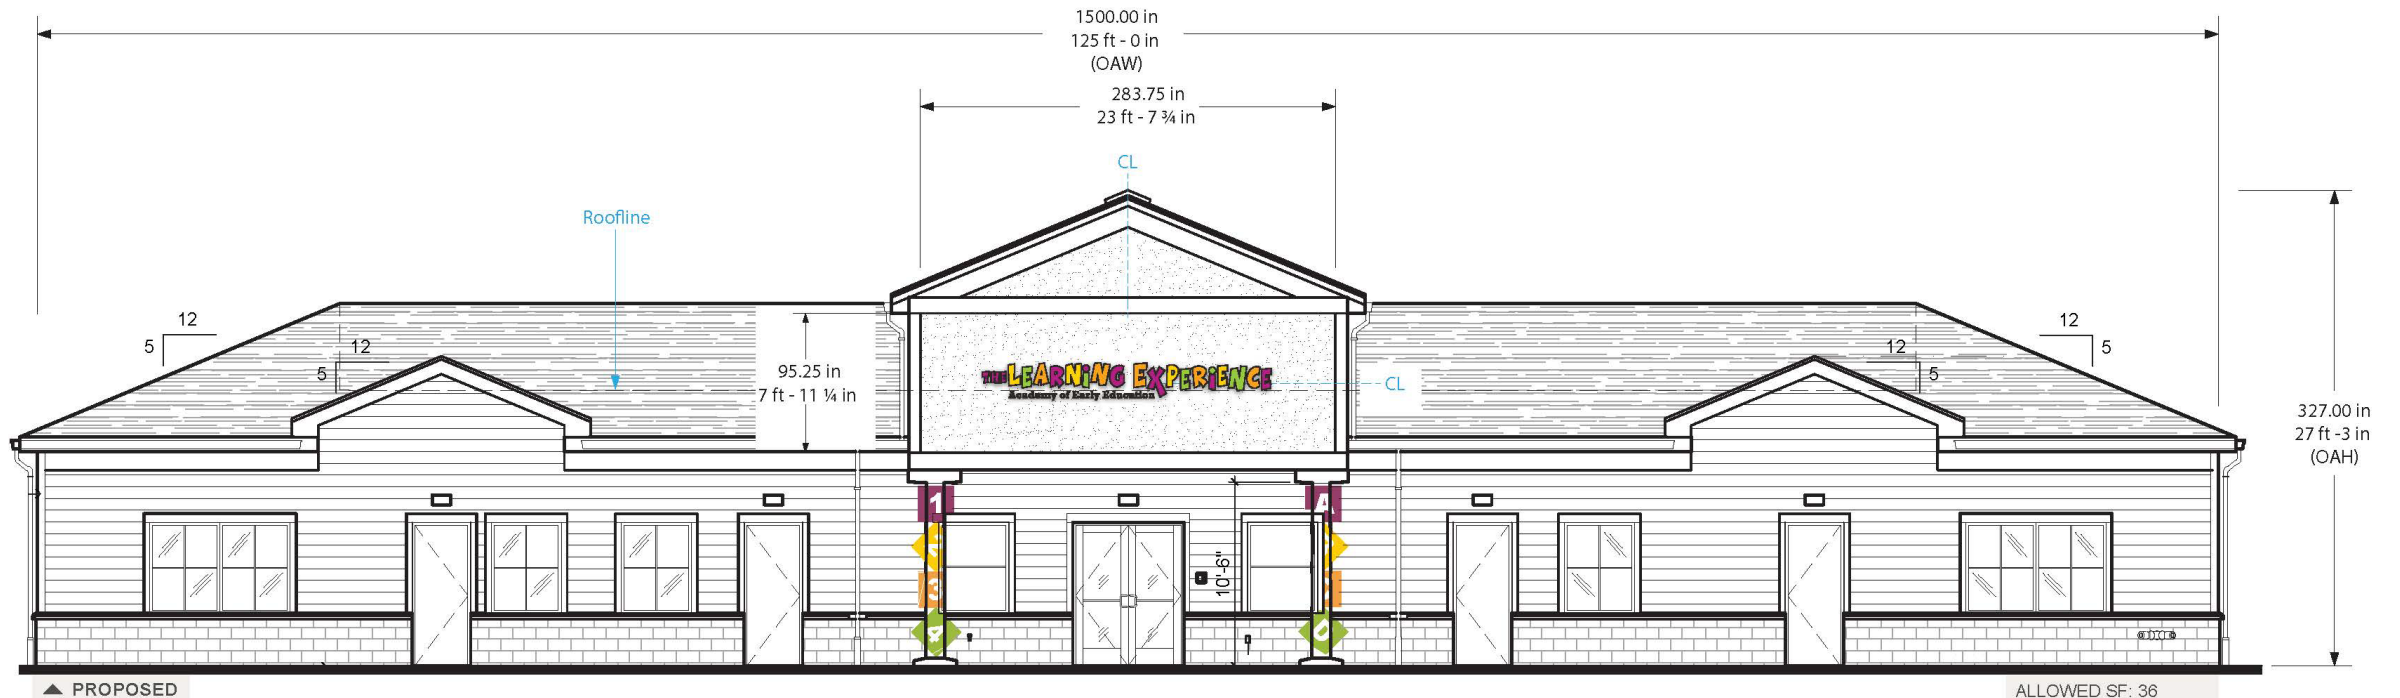 1500.00 in
125 ft - 0 in
(OAW)
283.75 in
23 ft - 7 ¾ in
CL
Roofline
12
5
12
5
95.25 in
7 ft - 11 ¼ in
THE LEARNING EXPERIENCE
Academy of Early Education
CL
12
5
12
5
327.00 in
27 ft -3 in
(OAH)
1
A
3
10'-6"
4
D
▲ PROPOSED
ALLOWED SF: 36